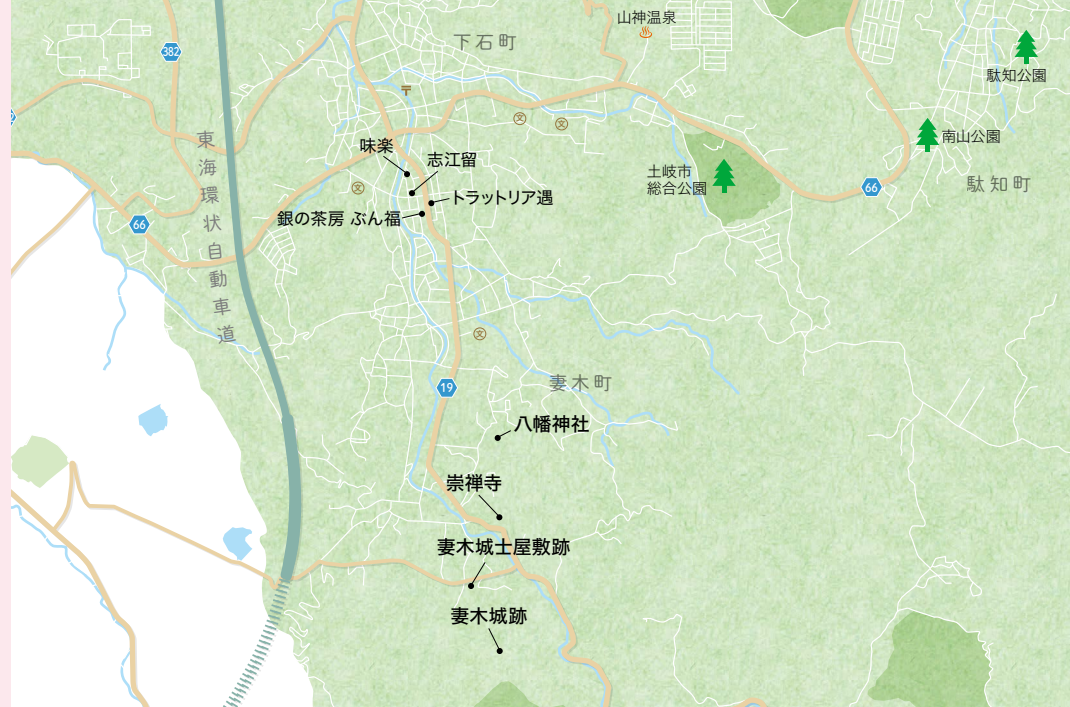 山神温泉
下石町
382
駄知公園
〒
文
文
東海環状自動車道
南山公園
味楽
志江留
土岐市
総合公園
駄知町
66
文
トラットリア遇
銀の茶房 ぶん福
66
文
妻木町
19
八幡神社
崇禅寺
妻木城士屋敷跡
妻木城跡